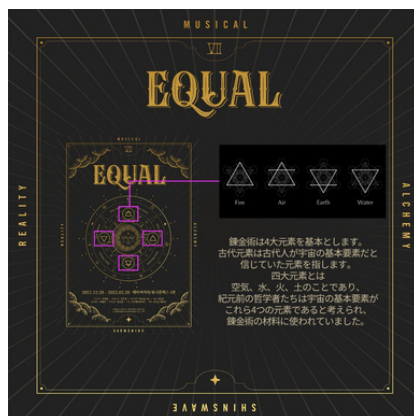 MUSICAL
VII
EQUAL
REALITY
ALCHEMY
MUSICAL
VII
EQUAL
REALITY
ALCHEMY
SHINSWAVE
Fire
Air
Earth
Water
錬金術は4大元素を基本とします。
古代元素は古代人が宇宙の基本要素だと
信じていた元素を指します。
四大元素とは
空気、水、火、土のことであり、
紀元前の哲学者たちは宇宙の基本要素が
これら4つの元素であると考えられ、
錬金術の材料に使われていました。
SHINSWAVE